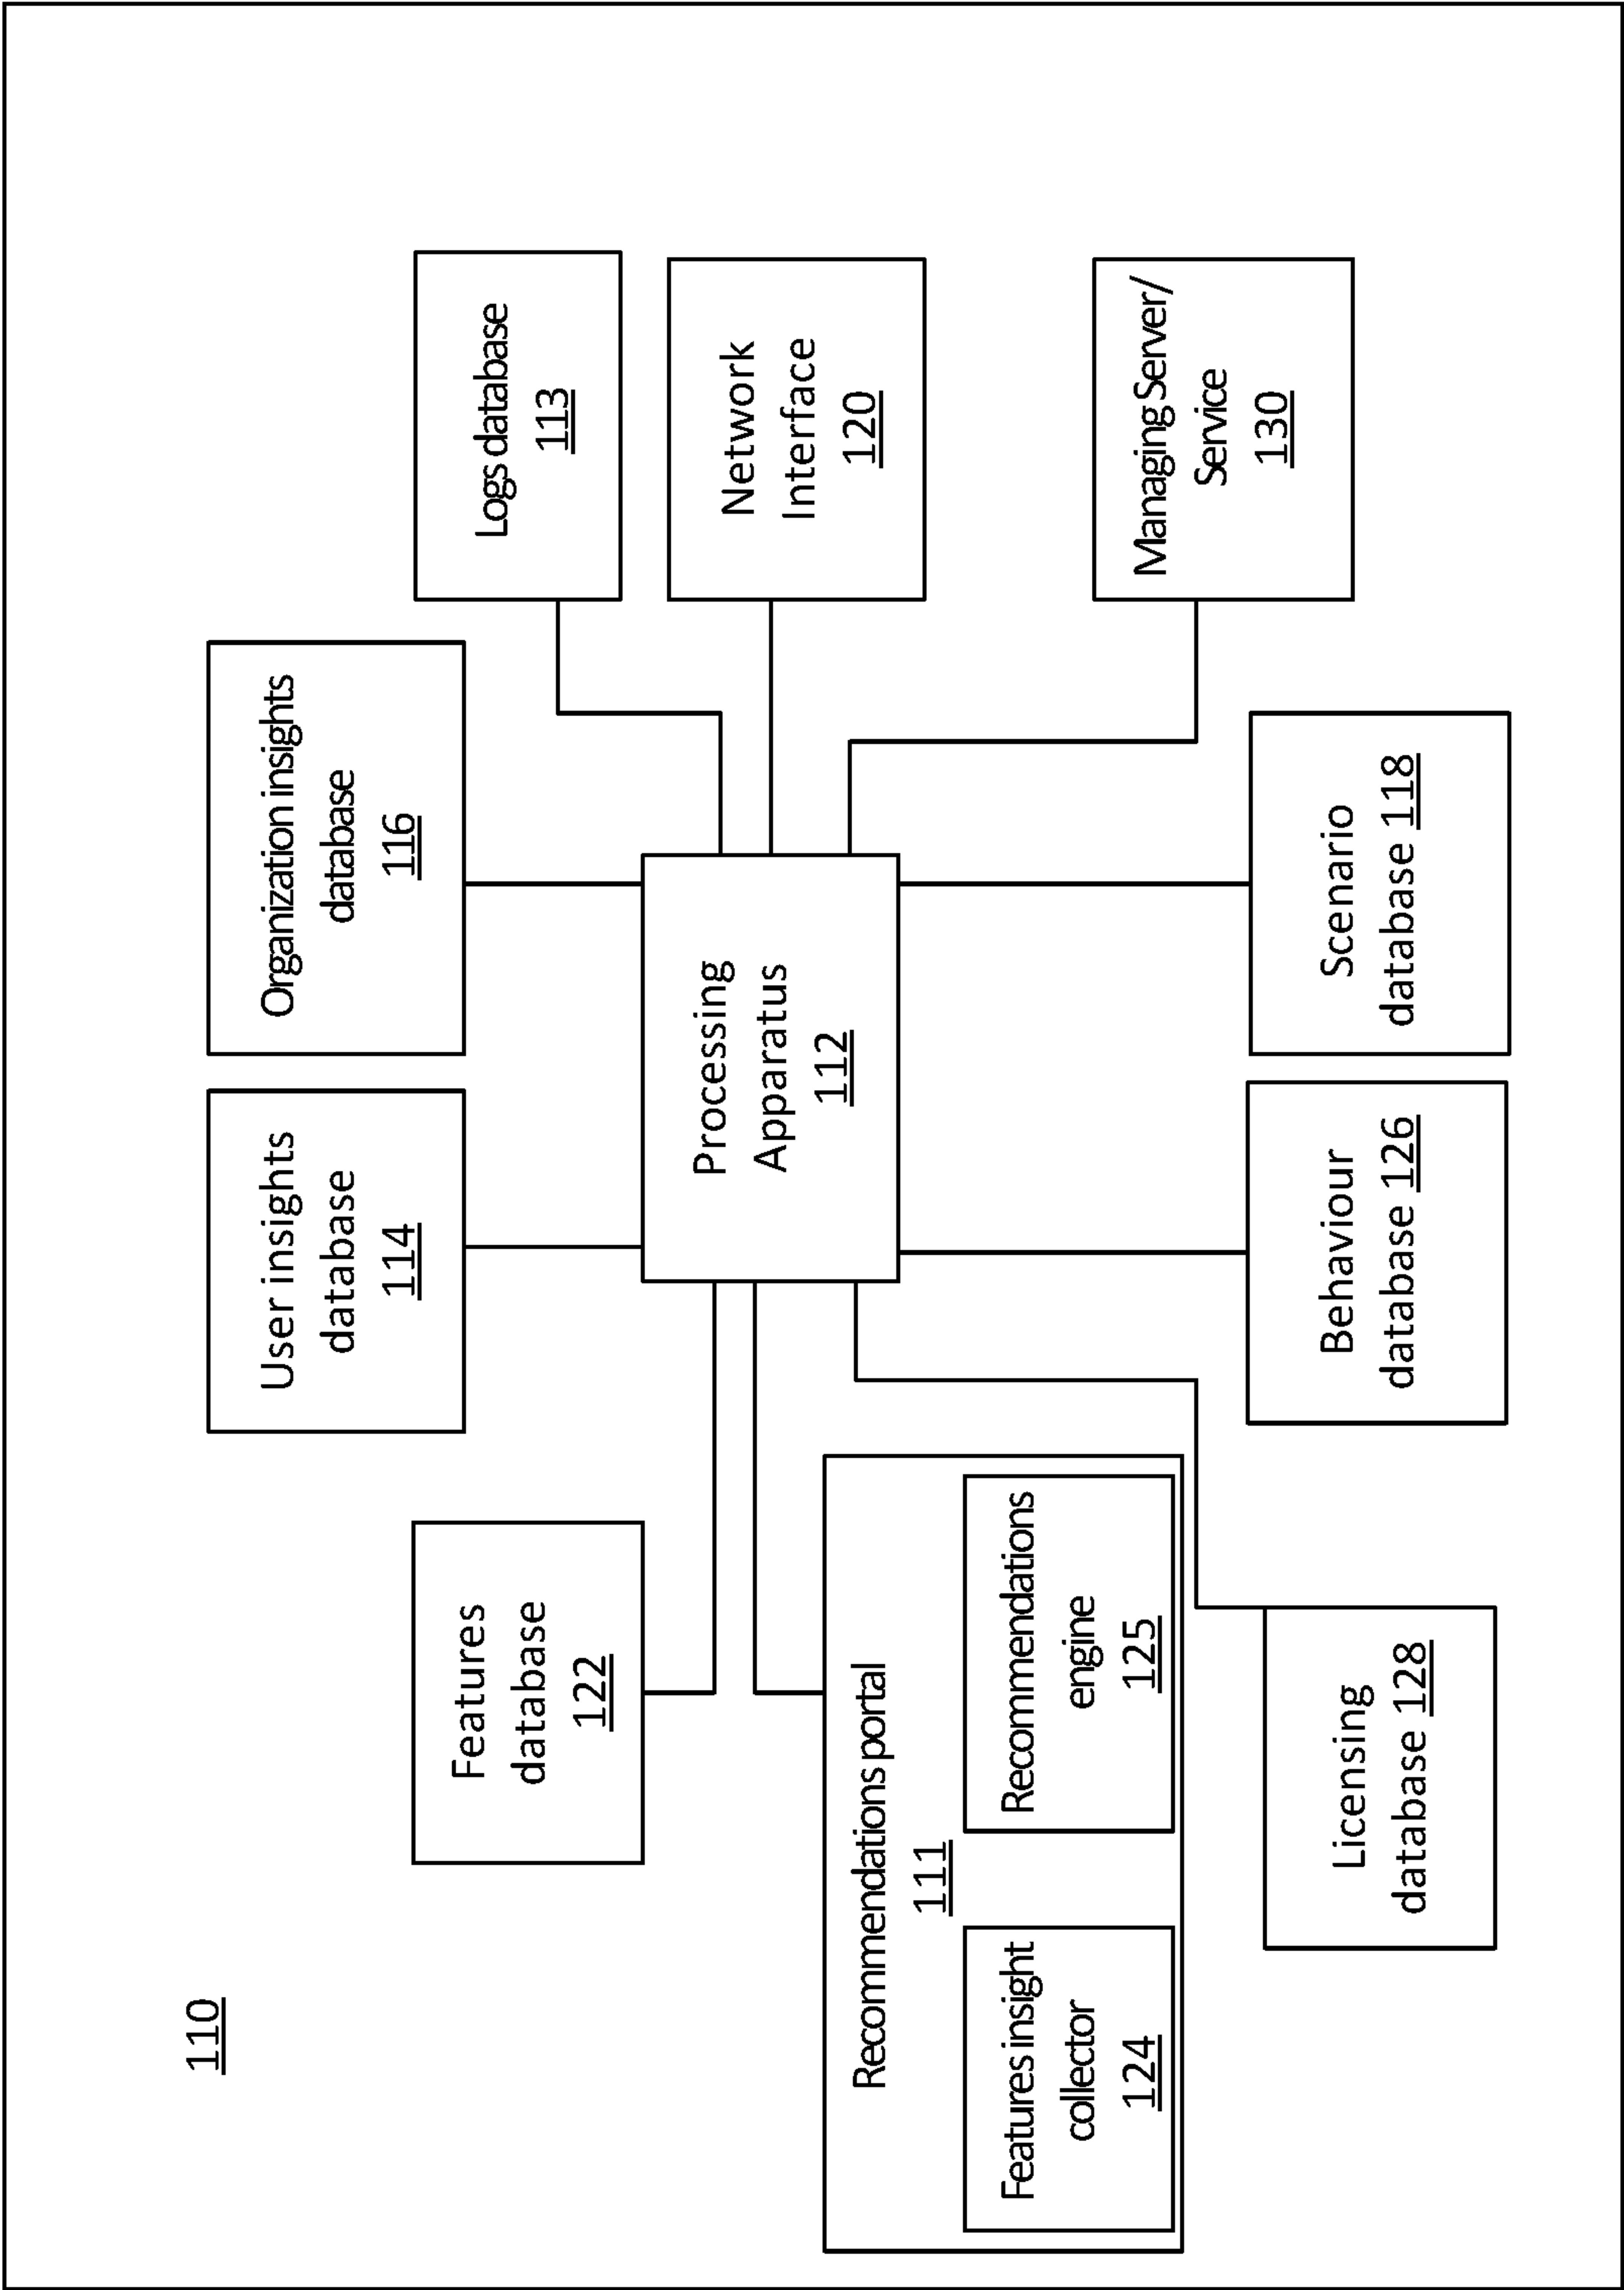 110
User insights
database
114
Organization insights
database
116
Features
database
122
Logs database
113
Processing
Apparatus
112
Network
Interface
120
Recommendations portal
111
Features insight
collector
124
Recommendations
engine
125
Managing Server/
Service
130
Licensing
database 128
Behaviour
database 126
Scenario
database 118